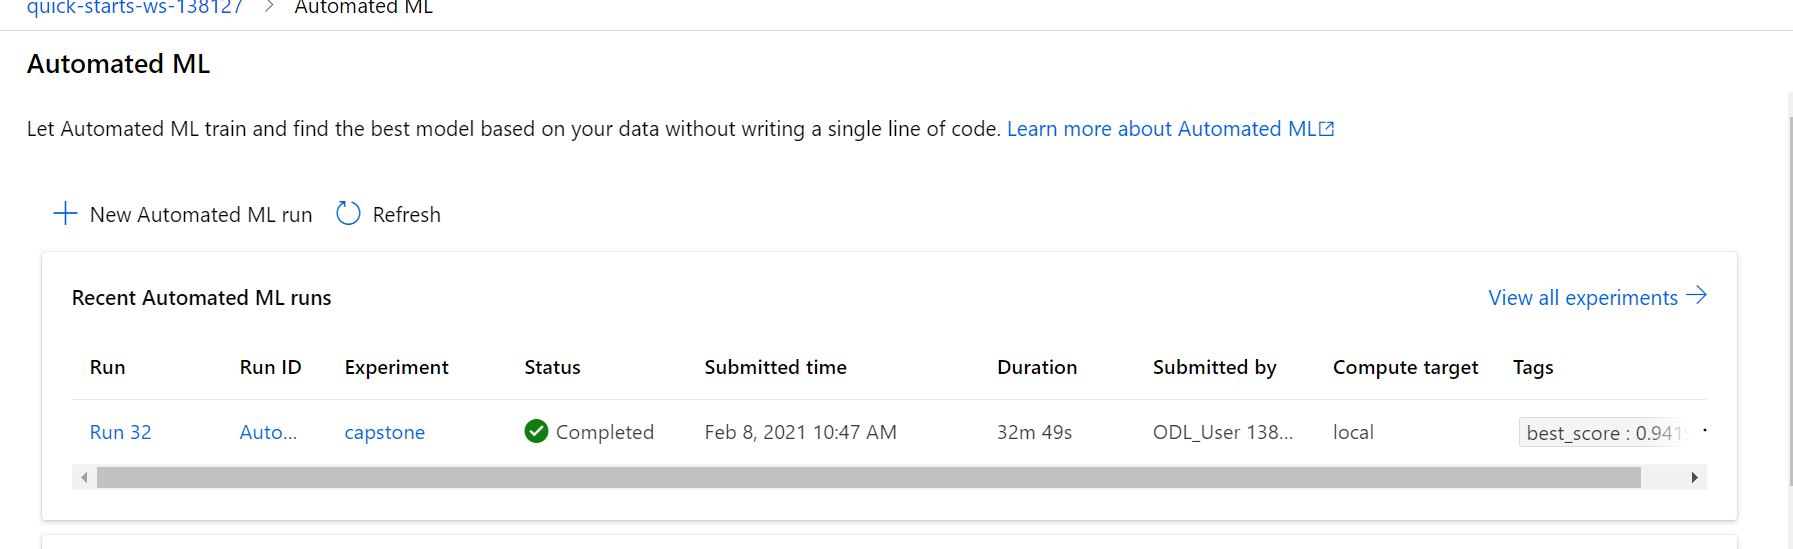 quick-starts-ws-138127 > Automated ML
Automated ML
Let Automated ML train and find the best model based on your data without writing a single line of code. Learn more about Automated ML
New Automated ML run Refresh
Recent Automated ML runs View all experiments
Run Run ID Experiment Status Submitted time Duration Submitted by Compute target Tags
Run 32 Auto... capstone Completed Feb 8, 2021 10:47 AM 32m 49s ODL_User 138... local best_score : 0.941